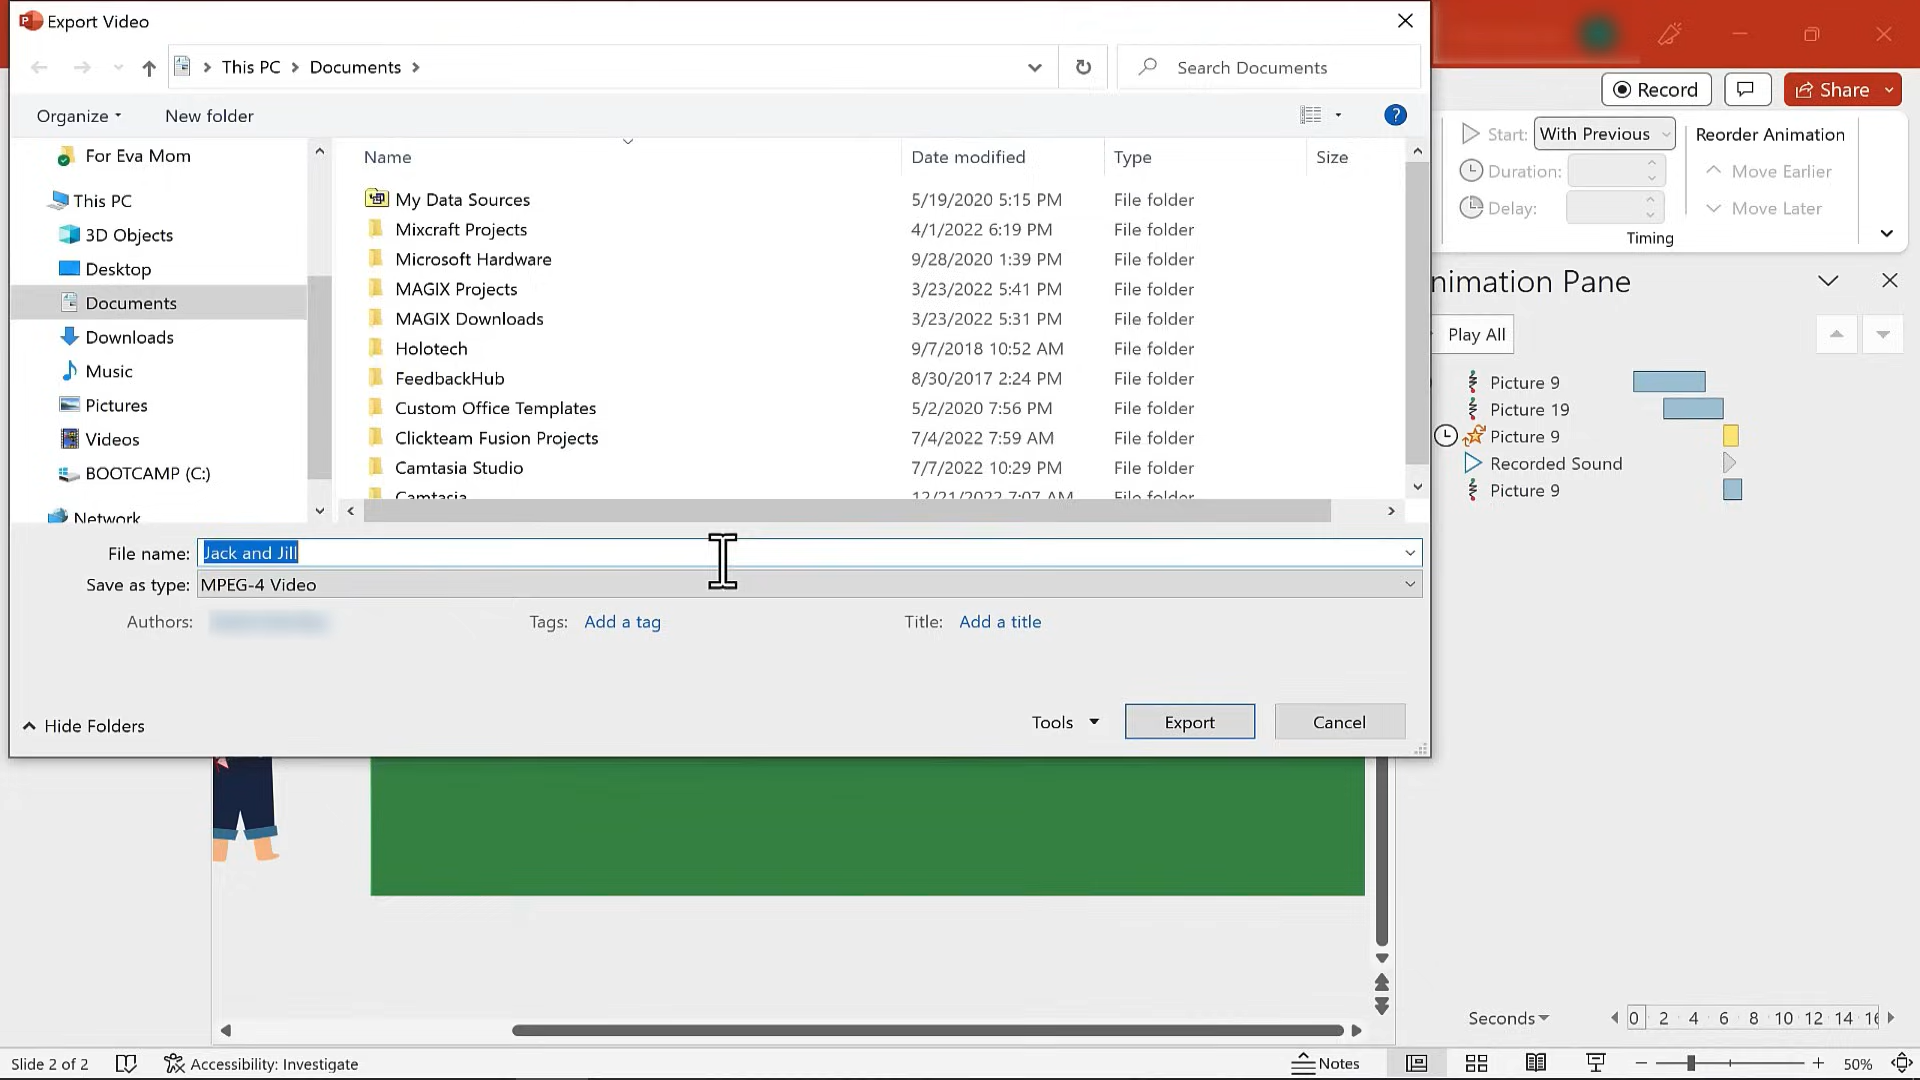 Export Video
This PC > Documents >
Search Documents
Record
Share
Organize
New folder
?
Start: With Previous
Reorder Animation
Duration:
Move Earlier
Delay:
Move Later
Timing
For Eva Mom
This PC
3D Objects
Desktop
Documents
Downloads
Music
Pictures
Videos
BOOTCAMP (C:)
Network
Name Date modified Type Size
My Data Sources 5/19/2020 5:15 PM File folder
Mixcraft Projects 4/1/2022 6:19 PM File folder
Microsoft Hardware 9/28/2020 1:39 PM File folder
MAGIX Projects 3/23/2022 5:41 PM File folder
MAGIX Downloads 3/23/2022 5:31 PM File folder
Holotech 9/7/2018 10:52 AM File folder
FeedbackHub 8/30/2017 2:24 PM File folder
Custom Office Templates 5/2/2020 7:56 PM File folder
Clickteam Fusion Projects 7/4/2022 7:59 AM File folder
Camtasia Studio 7/7/2022 10:29 PM File folder
Camtasia 12/21/2022 7:07 AM File folder
nimation Pane
Play All
Picture 9
Picture 19
Picture 9
Recorded Sound
Picture 9
File name: Jack and Jill
Save as type: MPEG-4 Video
Authors:
Tags: Add a tag
Title: Add a title
Hide Folders
Tools
Export
Cancel
Seconds
0 2 4 6 8 10 12 14 16
Slide 2 of 2
Accessibility: Investigate
Notes
50%